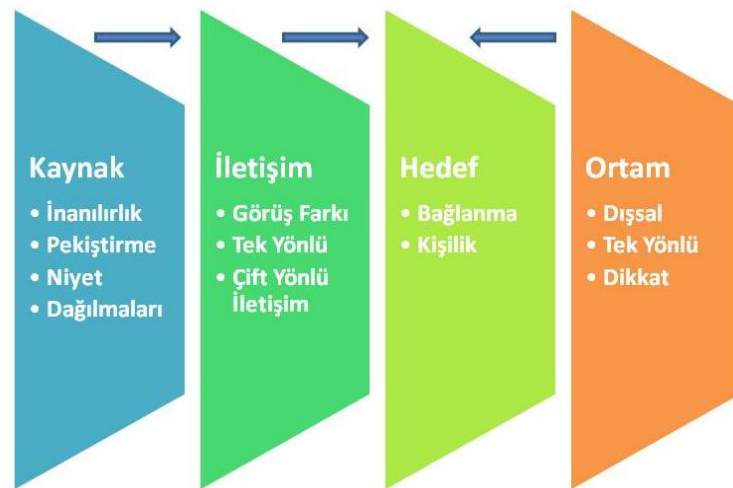 Kaynak
• İnanılırlık
• Pekiştirme
• Niyet
• Dağılmaları
İletişim
• Görüş Farkı
• Tek Yönlü
• Çift Yönlü
İletişim
Hedef
• Bağlanma
• Kişilik
Ortam
• Dışsal
• Tek Yönlü
• Dikkat